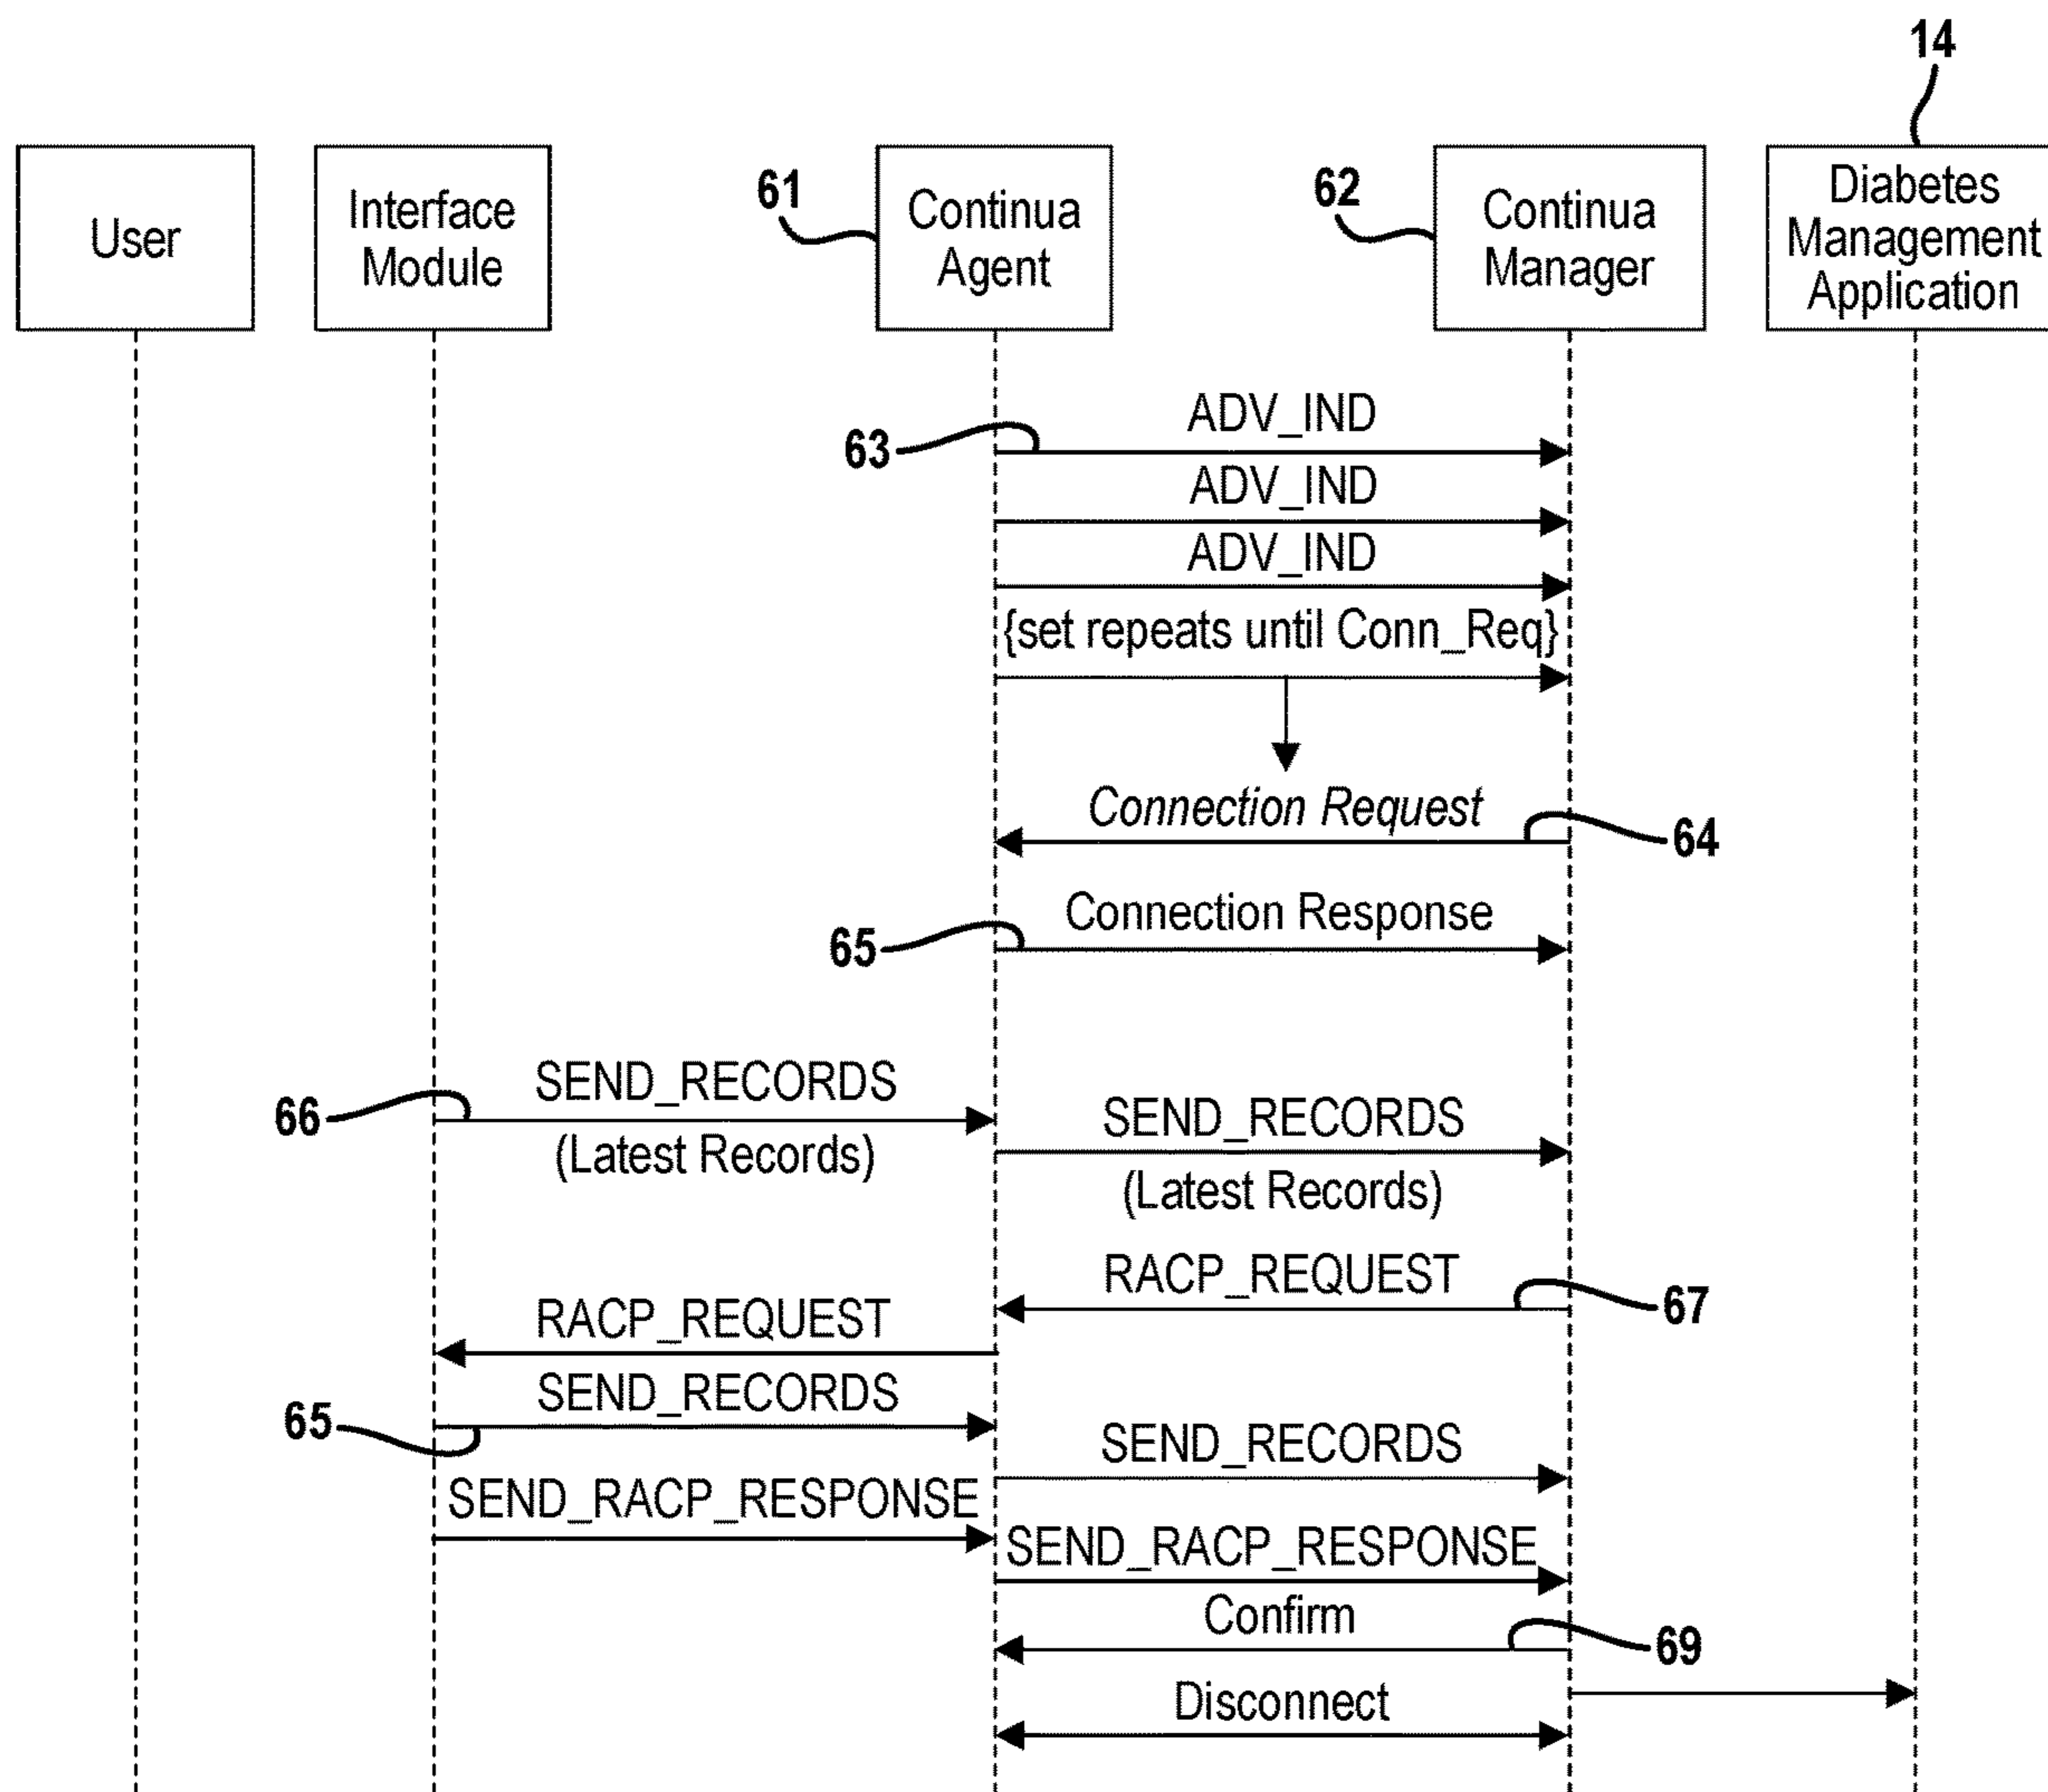 14
User
Interface
Module
61
Continua
Agent
62
Continua
Manager
Diabetes
Management
Application
ADV_IND
63
ADV_IND
ADV_IND
{set repeats until Conn_Req}
Connection Request
64
Connection Response
65
SEND_RECORDS
66
(Latest Records)
SEND_RECORDS
(Latest Records)
RACP_REQUEST
67
RACP_REQUEST
SEND_RECORDS
65
SEND_RECORDS
SEND_RACP_RESPONSE
SEND_RACP_RESPONSE
Confirm
69
Disconnect